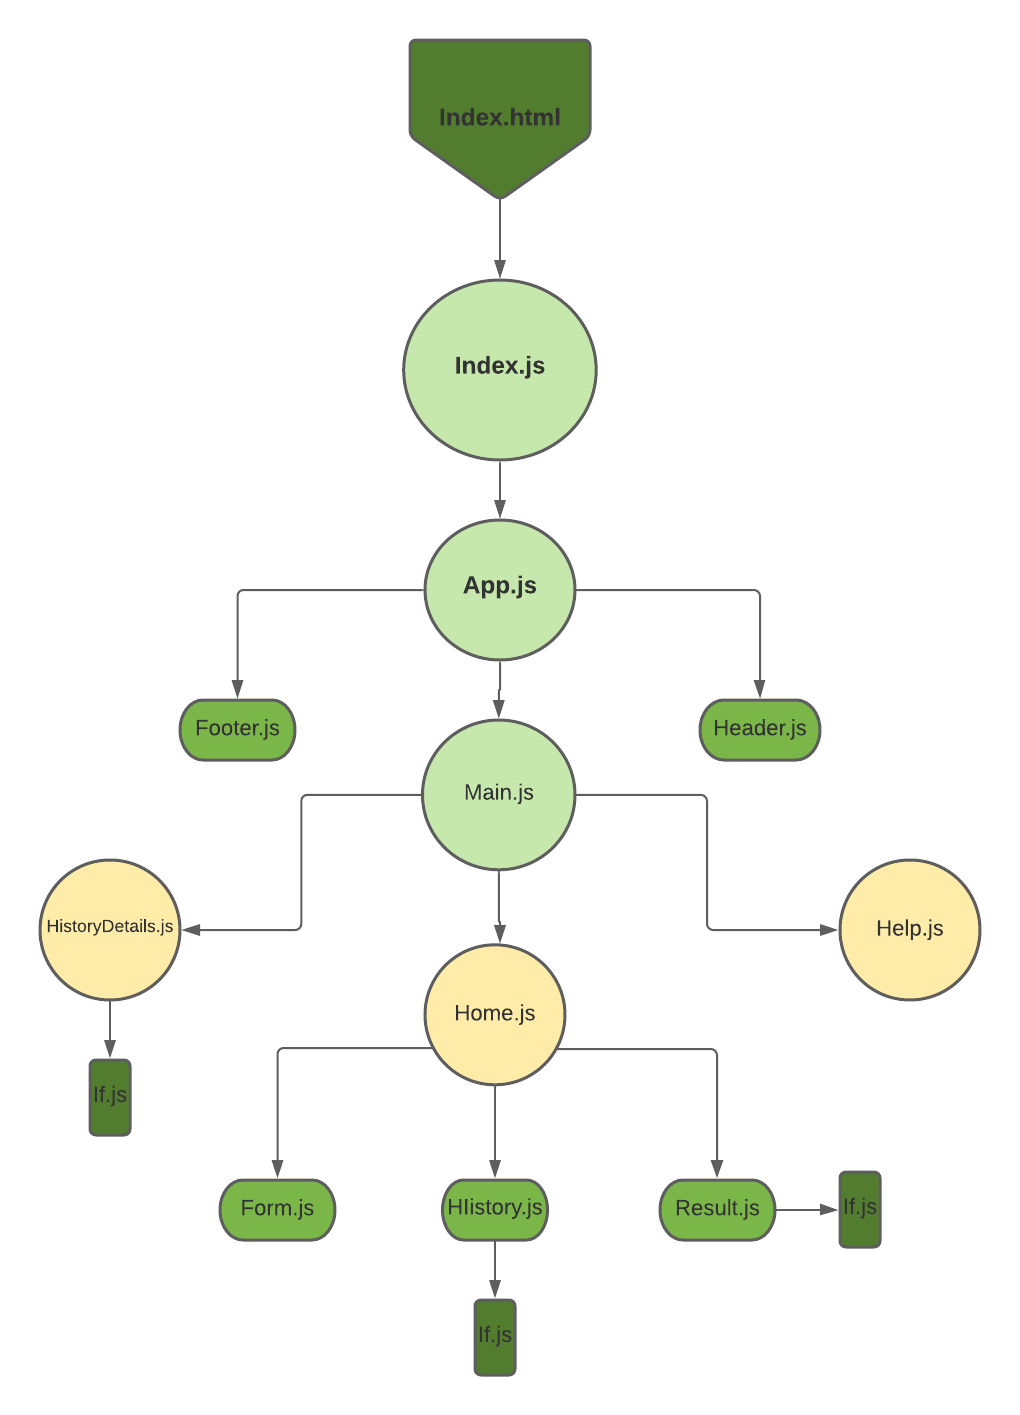 Index.html
Index.js
App.js
Footer.js
Header.js
Main.js
HistoryDetails.js
Help.js
Home.js
If.js
Form.js
HIistory.js
Result.js
If.js
If.js